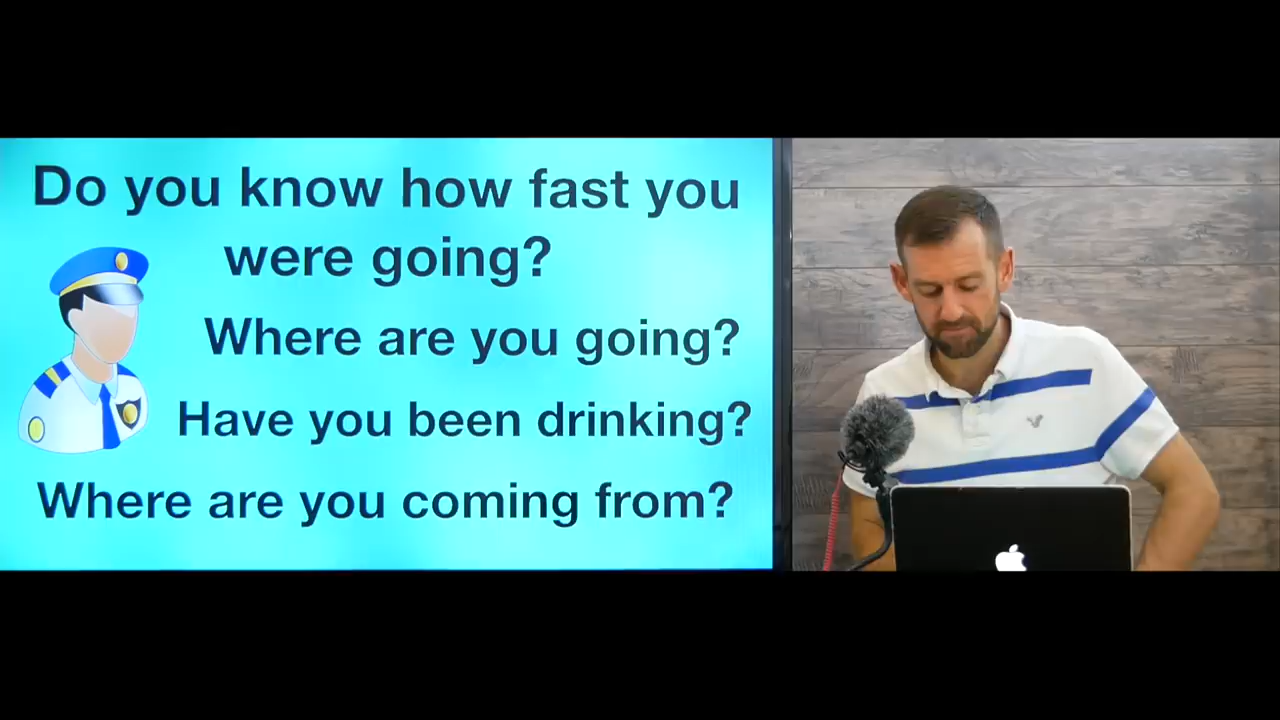 Do you know how fast you
were going?
Where are you going?
Have you been drinking?
Where are you coming from?